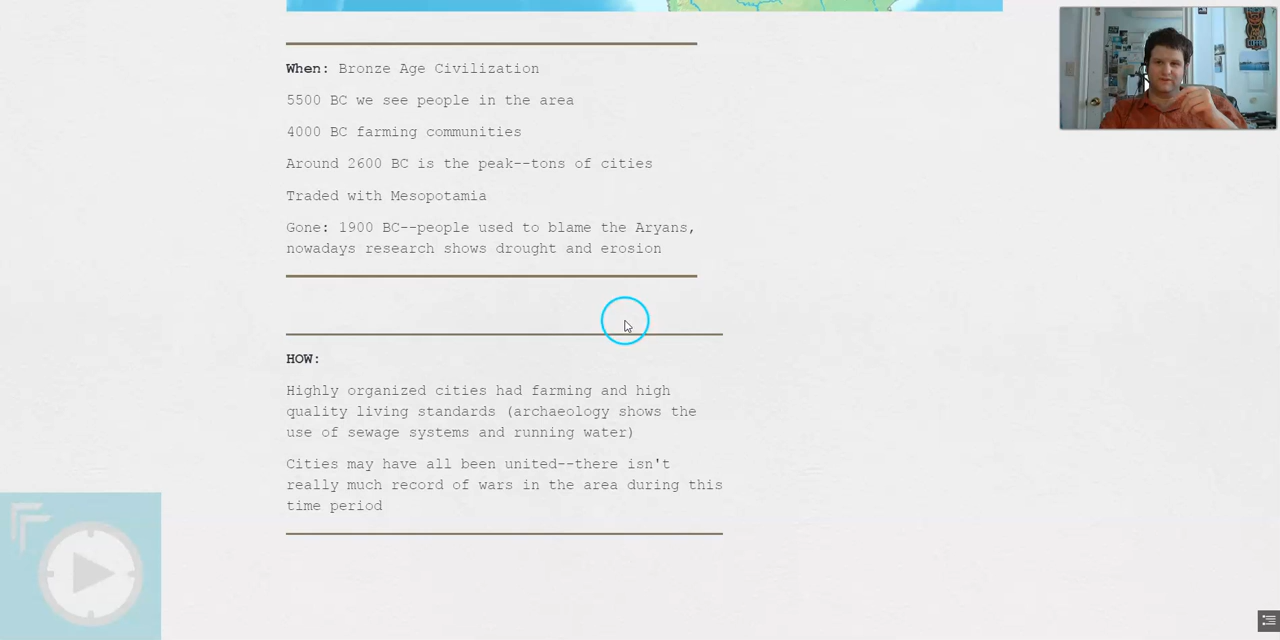 When: Bronze Age Civilization
5500 BC we see people in the area
4000 BC farming communities
Around 2600 BC is the peak--tons of cities
Traded with Mesopotamia
Gone: 1900 BC--people used to blame the Aryans,
nowadays research shows drought and erosion
HOW:
Highly organized cities had farming and high
quality living standards (archaeology shows the
use of sewage systems and running water)
Cities may have all been united--there isn't
really much record of wars in the area during this
time period